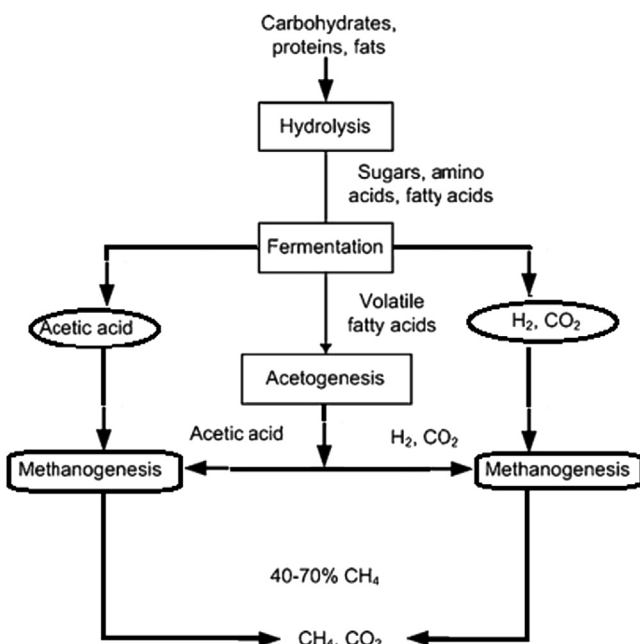 Carbohydrates,
proteins, fats
Hydrolysis
Sugars, amino
acids, fatty acids
Fermentation
Volatile
fatty acids
Acetic acid
H₂, CO₂
Acetogenesis
Acetic acid
H₂, CO₂
Methanogenesis
Methanogenesis
40-70% CH₄
CH₄, CO₂